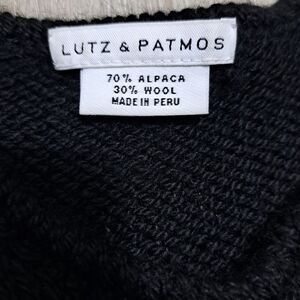 LUTZ & PATMOS
70% ALPACA
30% WOOL
MADE IN PERU